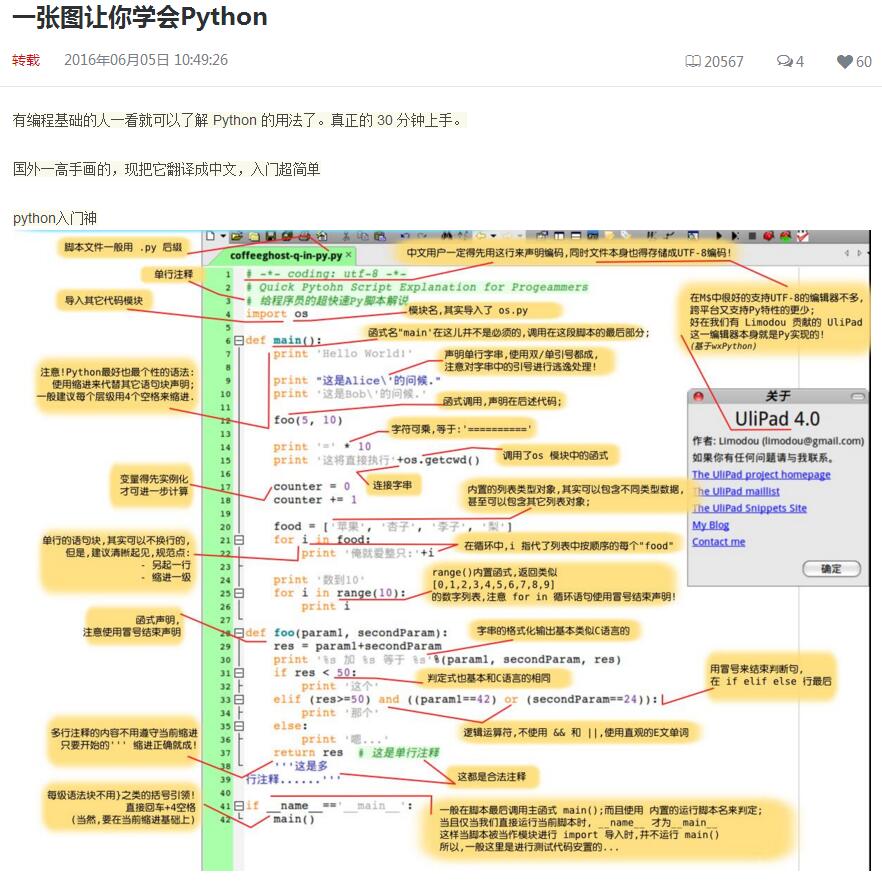 一张图让你学会Python
转载 2016年06月05日 10:49:26 20567 4 60
有编程基础的人一看就可以了解 Python 的用法了。真正的 30 分钟上手。
国外一高手画的，现把它翻译成中文，入门超简单
python入门神
脚本文件一般用 .py 后缀
coffeeghost-q-in-py.py ×
中文用户一定得先用这行来声明编码,同时文件本身也得存储成UTF-8编码!
单行注释
导入其它代码模块
1 # -*- coding: utf-8 -*-
2 # Quick Pytohn Script Explanation for Progeammers
3 # 给程序员的超快速Py脚本解说
4 import os
模块名,其实导入了 os.py
在M$中很好的支持UTF-8的编辑器不多,
跨平台又支持Py特性的更少;
好在我们有 Limodou 贡献的 UliPad
这一编辑器本身就是Py实现的!
(基于wxPython)
5
函式名"main'在这儿并不是必须的,调用在这段脚本的最后部分;
6 def main():
7 print 'Hello World!'
8
声明单行字串,使用双/单引号都成,
注意对字串中的引号进行逃逸处理!
注意!Python最好也最个性的语法:
使用缩进来代替其它语句块声明;
一般建议每个层级用4个空格来缩进.
9 print "这是Alice\'的问候."
10 print '这是Bob\'的问候.'
11
函式调用,声明在后述代码;
12 foo(5, 10)
13
字符可乘,等于:'=========='
14 print '=' * 10
15 print '这将直接执行'+os.getcwd()
调用了os 模块中的函式
16
连接字串
变量得先实例化
才可进一步计算
17 counter = 0
18 counter += 1
19
内置的列表类型对象,其实可以包含不同类型数据,
甚至可以包含其它列表对象;
20 food = ['苹果', '杏子', '李子', '梨']
21 for i in food:
22 print '俺就爱整只:'+i
在循环中,i 指代了列表中按顺序的每个"food"
单行的语句块,其实可以不换行的,
但是,建议清晰起见,规范点:
- 另起一行
- 缩进一级
23
24 print '数到10'
25 for i in range(10):
26 print i
range()内置函式,返回类似
[0,1,2,3,4,5,6,7,8,9]
的数字列表,注意 for in 循环语句使用冒号结束声明!
27
函式声明,
注意使用冒号结束声明
28 def foo(param1, secondParam):
29 res = param1+secondParam
30 print '%s 加 %s 等于 %s'%(param1, secondParam, res)
字串的格式化输出基本类似C语言的
31 if res < 50:
32 print '这个'
判定式也基本和C语言的相同
33 elif (res>=50) and ((param1==42) or (secondParam==24)):
34 print '那个'
用冒号来结束判断句,
在 if elif else 行最后
35 else:
36 print '嗯...'
逻辑运算符,不使用 && 和 ||,使用直观的E文单词
37 return res # 这是单行注释
多行注释的内容不用遵守当前缩进
只要开始的''' 缩进正确就成!
38 '''这是多
39 行注释......'''
这都是合法注释
40
每级语法块不用}之类的括号引领!
直接回车+4空格
(当然,要在当前缩进基础上)
41 if __name__=='__main__':
42 main()
一般在脚本最后调用主函式 main();而且使用 内置的运行脚本名来判定;
当且仅当我们直接运行当前脚本时, __name__ 才为__main__
这样当脚本被当作模块进行 import 导入时,并不运行 main()
所以,一般这里是进行测试代码安置的...
关于
UliPad 4.0
作者: Limodou (limodou@gmail.com)
如果你有任何问题请与我联系。
The UliPad project homepage
The UliPad maillist
The UliPad Snippets Site
My Blog
Contact me
确定